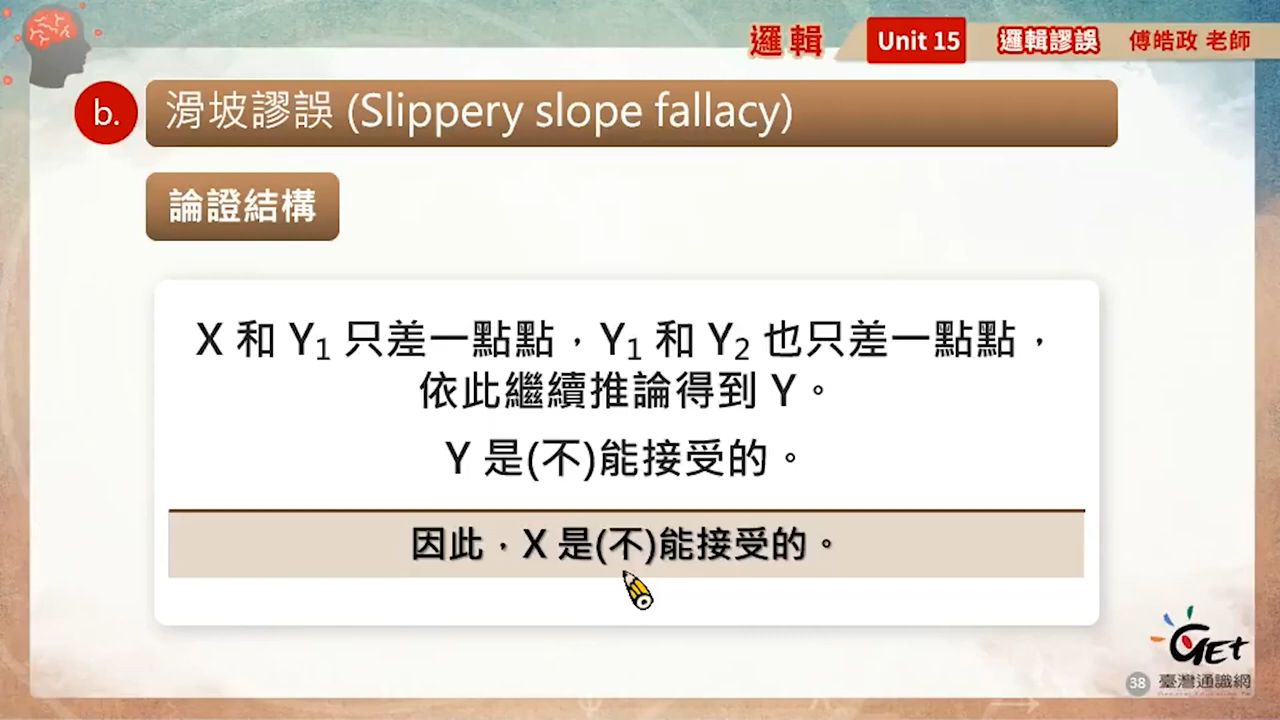 邏輯
Unit 15
邏輯謬誤
傅皓政 老師
b.
滑坡謬誤 (Slippery slope fallacy)
論證結構
X 和 Y₁ 只差一點點，Y₁ 和 Y₂ 也只差一點點，
依此繼續推論得到 Y。
Y 是(不)能接受的。
因此，X 是(不)能接受的。
GET
38
臺灣通識網